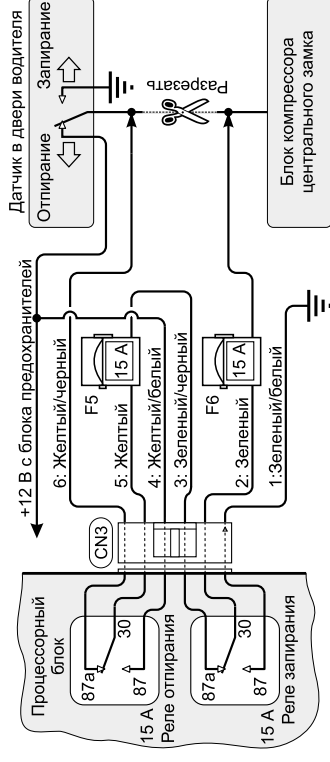 Датчик в двери водителя
Отпирание
Запирание
Разрезать
Блок компрессора
центрального замка
+12 В с блока предохранителей
6: Желтый/черный
F5
15 А
5: Желтый
4: Желтый/белый
3: Зеленый/черный
F6
15 А
2: Зеленый
1:Зеленый/белый
CN3
Процессорный
блок
87a
30
87
15 А
Реле отпирания
87a
30
87
15 А
Реле запирания